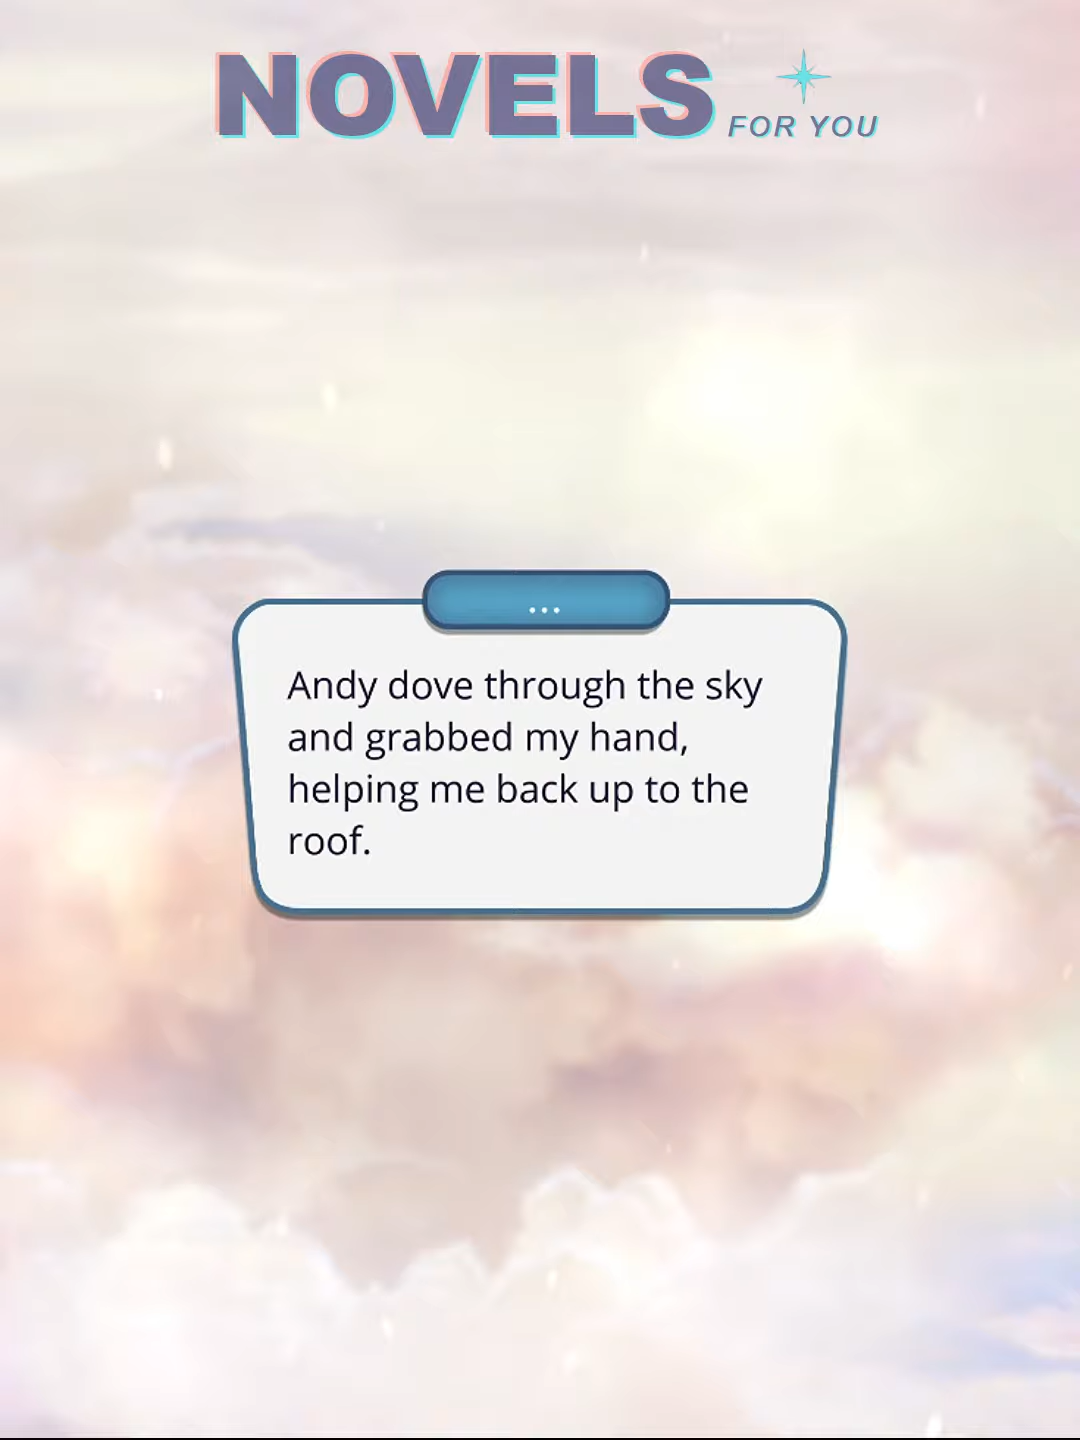 NOVELS
FOR YOU
...
Andy dove through the sky
and grabbed my hand,
helping me back up to the
roof.